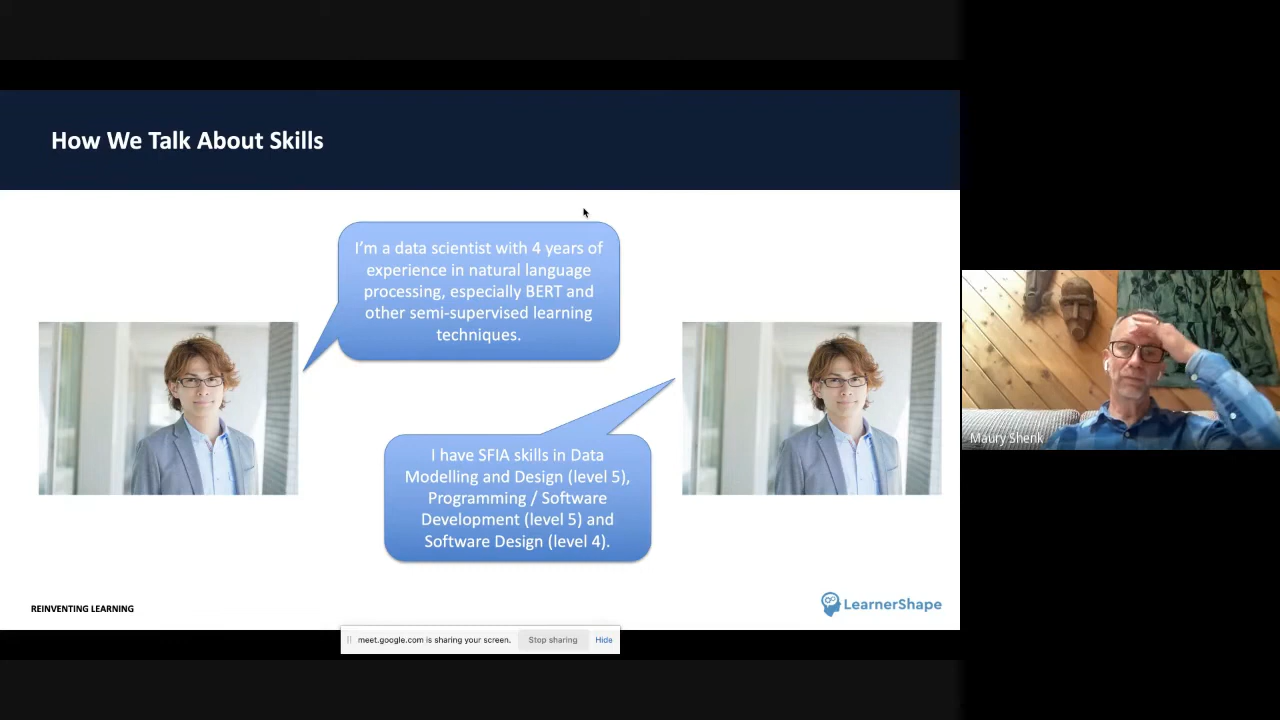 How We Talk About Skills
I'm a data scientist with 4 years of
experience in natural language
processing, especially BERT and
other semi-supervised learning
techniques.
Maury Shenk
I have SFIA skills in Data
Modelling and Design (level 5),
Programming / Software
Development (level 5) and
Software Design (level 4).
REINVENTING LEARNING
LearnerShape
meet.google.com is sharing your screen.
Stop sharing
Hide